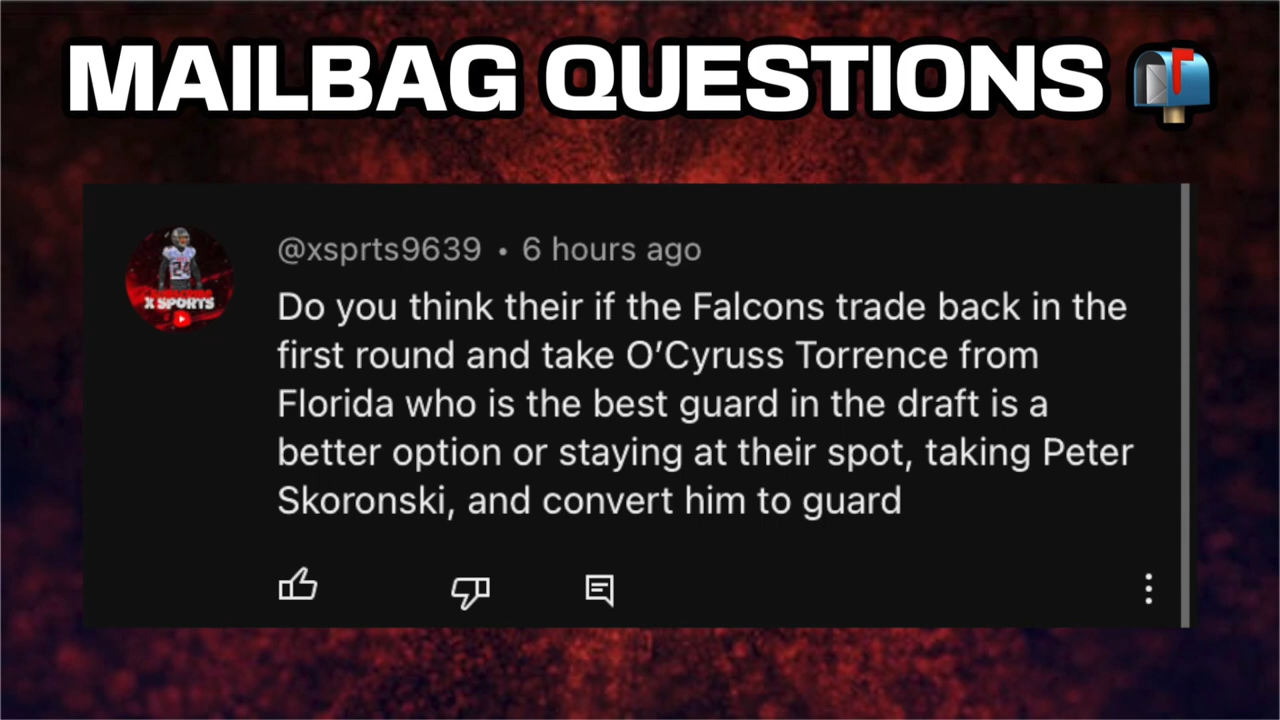 MAILBAG QUESTIONS
@xsprts9639 • 6 hours ago
24
X SPORTS
Do you think their if the Falcons trade back in the
first round and take O’Cyruss Torrence from
Florida who is the best guard in the draft is a
better option or staying at their spot, taking Peter
Skoronski, and convert him to guard